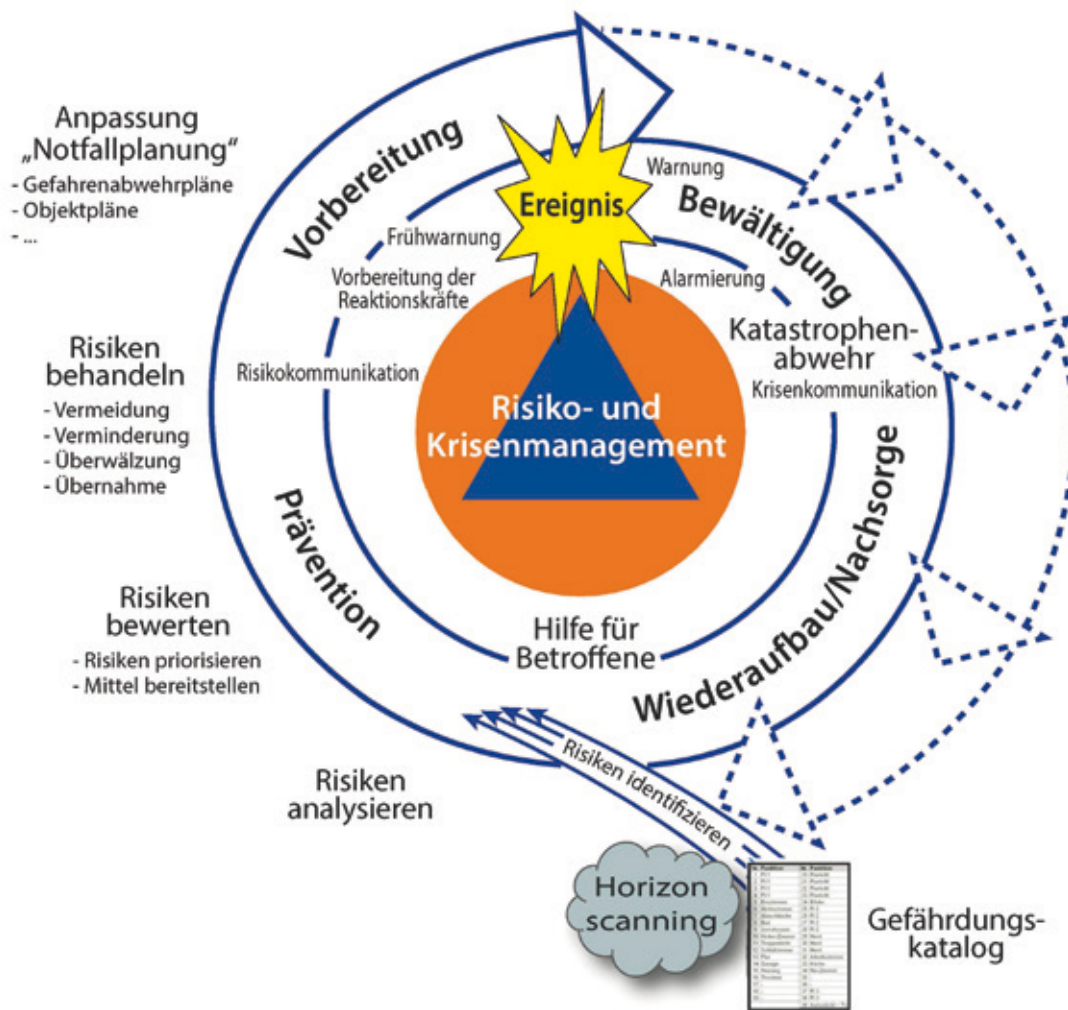 Anpassung
„Notfallplanung“
- Gefahrenabwehrpläne
- Objektpläne
- ...
Vorbereitung
Ereignis
Warnung
Bewältigung
Frühwarnung
Vorbereitung der
Reaktionskräfte
Alarmierung
Risiken
behandeln
- Vermeidung
- Verminderung
- Überwälzung
- Übernahme
Risikokommunikation
Katastrophen-
abwehr
Krisenkommunikation
Risiko- und
Krisenmanagement
Prävention
Wiederaufbau/Nachsorge
Risiken
bewerten
- Risiken priorisieren
- Mittel bereitstellen
Hilfe für
Betroffene
Risiken
analysieren
Risiken identifizieren
Horizon
scanning
Gefährdungs-
katalog